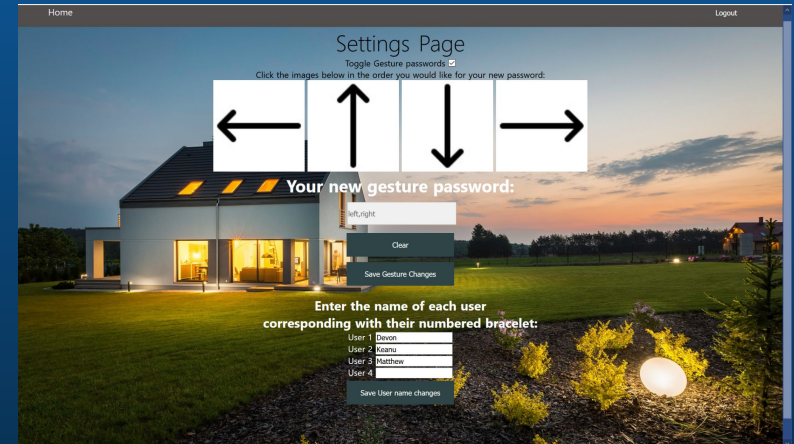 Home
Logout
Settings Page
Toggle Gesture passwords
Click the images below in the order you would like for your new password:
Your new gesture password:
left,right
Clear
Save Gesture Changes
Enter the name of each user
corresponding with their numbered bracelet:
User 1 Devon
User 2 Keanu
User 3 Matthew
User 4
Save User name changes